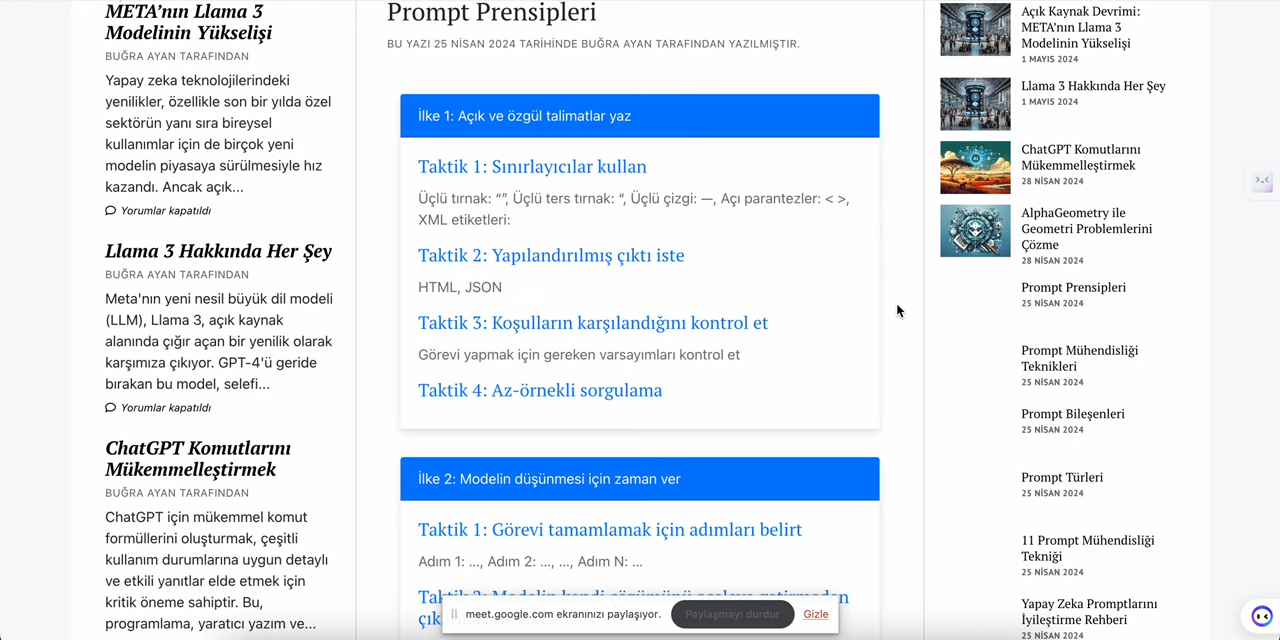 META’nın Llama 3
Modelinin Yükselişi
BUĞRA AYAN TARAFINDAN
Yapay zeka teknolojilerindeki
yenilikler, özellikle son bir yılda özel
sektörün yanı sıra bireysel
kullanımlar için de birçok yeni
modelin piyasaya sürülmesiyle hız
kazandı. Ancak açık...
Yorumlar kapatıldı
Llama 3 Hakkında Her Şey
BUĞRA AYAN TARAFINDAN
Meta'nın yeni nesil büyük dil modeli
(LLM), Llama 3, açık kaynak
alanında çığır açan bir yenilik olarak
karşımıza çıkıyor. GPT-4'ü geride
bırakan bu model, selefi...
Yorumlar kapatıldı
ChatGPT Komutlarını
Mükemmelleştirmek
BUĞRA AYAN TARAFINDAN
ChatGPT için mükemmel komut
formüllerini oluşturmak, çeşitli
kullanım durumlarına uygun detaylı
ve etkili yanıtlar elde etmek için
kritik öneme sahiptir. Bu,
programlama, yaratıcı yazım ve...
Prompt Prensipleri
BU YAZI 25 NİSAN 2024 TARİHİNDE BUĞRA AYAN TARAFINDAN YAZILMIŞTIR.
İlke 1: Açık ve özgül talimatlar yaz
Taktik 1: Sınırlayıcılar kullan
Üçlü tırnak: “”, Üçlü ters tırnak: “, Üçlü çizgi: —, Açı parantezler: < >,
XML etiketleri:
Taktik 2: Yapılandırılmış çıktı iste
HTML, JSON
Taktik 3: Koşulların karşılandığını kontrol et
Görevi yapmak için gereken varsayımları kontrol et
Taktik 4: Az-örnekli sorgulama
İlke 2: Modelin düşünmesi için zaman ver
Taktik 1: Görevi tamamlamak için adımları belirt
Adım 1: ..., Adım 2: ..., ..., Adım N: ...
meet.google.com ekranınızı paylaşıyor.
Paylaşmayı durdur
Gizle
Açık Kaynak Devrimi:
META’nın Llama 3
Modelinin Yükselişi
1 MAYIS 2024
Llama 3 Hakkında Her Şey
1 MAYIS 2024
ChatGPT Komutlarını
Mükemmelleştirmek
28 NİSAN 2024
AlphaGeometry ile
Geometri Problemlerini
Çözme
28 NİSAN 2024
Prompt Prensipleri
25 NİSAN 2024
Prompt Mühendisliği
Teknikleri
25 NİSAN 2024
Prompt Bileşenleri
25 NİSAN 2024
Prompt Türleri
25 NİSAN 2024
11 Prompt Mühendisliği
Tekniği
25 NİSAN 2024
Yapay Zeka Promptlarını
İyileştirme Rehberi
25 NİSAN 2024